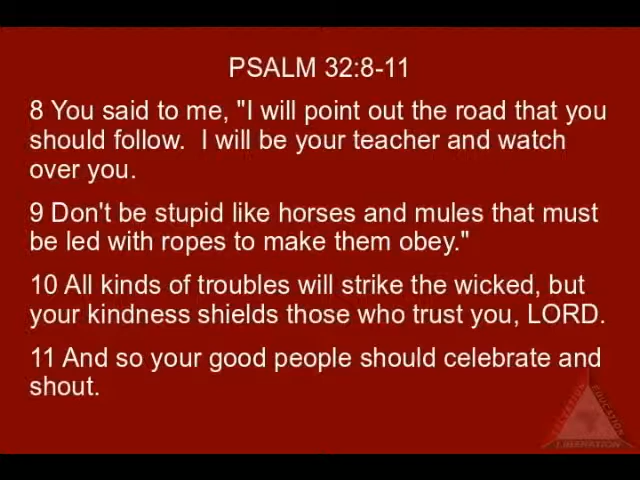 PSALM 32:8-11
8 You said to me, "I will point out the road that you
should follow.  I will be your teacher and watch
over you.
9 Don't be stupid like horses and mules that must
be led with ropes to make them obey."
10 All kinds of troubles will strike the wicked, but
your kindness shields those who trust you, LORD.
11 And so your good people should celebrate and
shout.
EDUCATION
LIBERATION